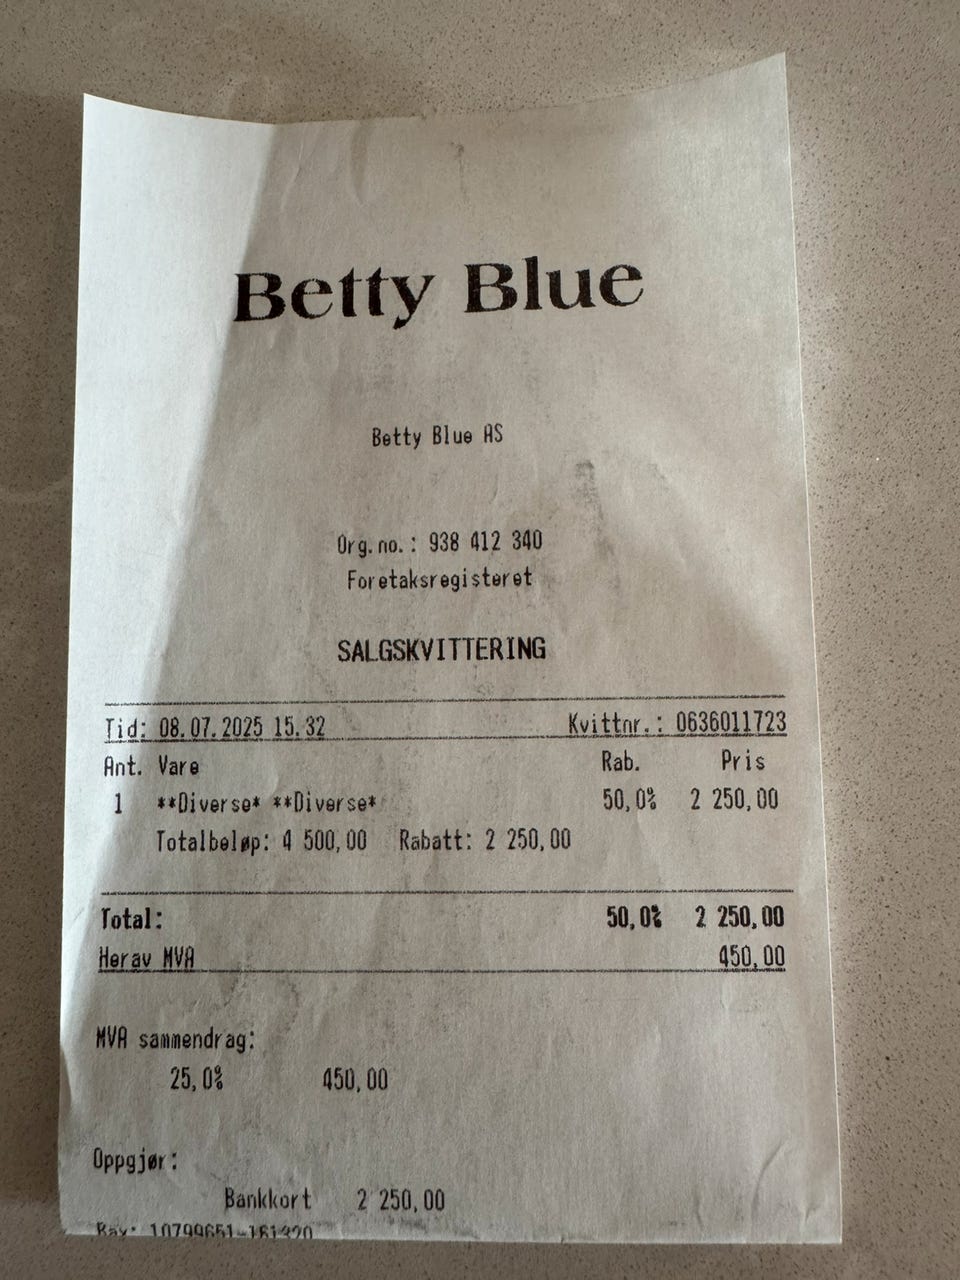 Betty Blue
Betty Blue AS
Org.no.: 938 412 340
Foretaksregisteret
SALGSKVITTERING
Tid: 08.07.2025 15.32 Kvittnr.: 0636011723
Ant. Vare Rab. Pris
1 **Diverse* **Diverse* 50,0% 2 250,00
Totalbeløp: 4 500,00 Rabatt: 2 250,00
Total: 50,0% 2 250,00
Herav MVA 450,00
MVA sammendrag:
25,0% 450,00
Oppgjør:
Bankkort 2 250,00